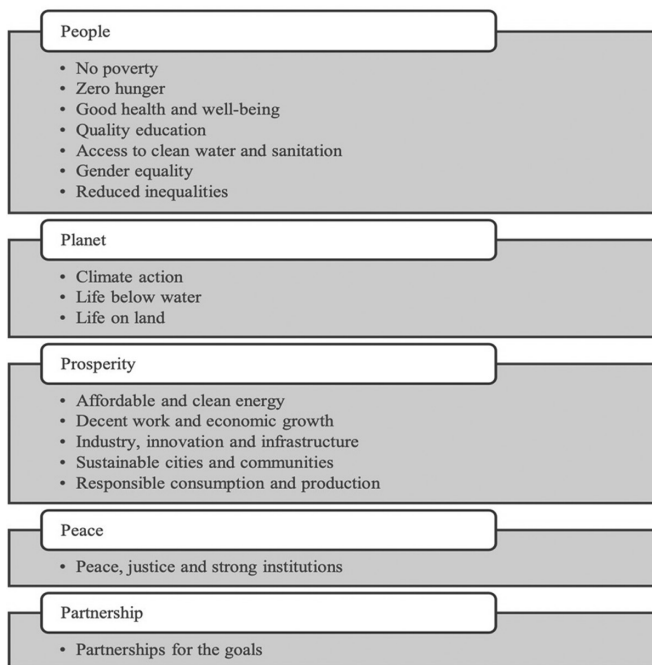 People
• No poverty
• Zero hunger
• Good health and well-being
• Quality education
• Access to clean water and sanitation
• Gender equality
• Reduced inequalities
Planet
• Climate action
• Life below water
• Life on land
Prosperity
• Affordable and clean energy
• Decent work and economic growth
• Industry, innovation and infrastructure
• Sustainable cities and communities
• Responsible consumption and production
Peace
• Peace, justice and strong institutions
Partnership
• Partnerships for the goals